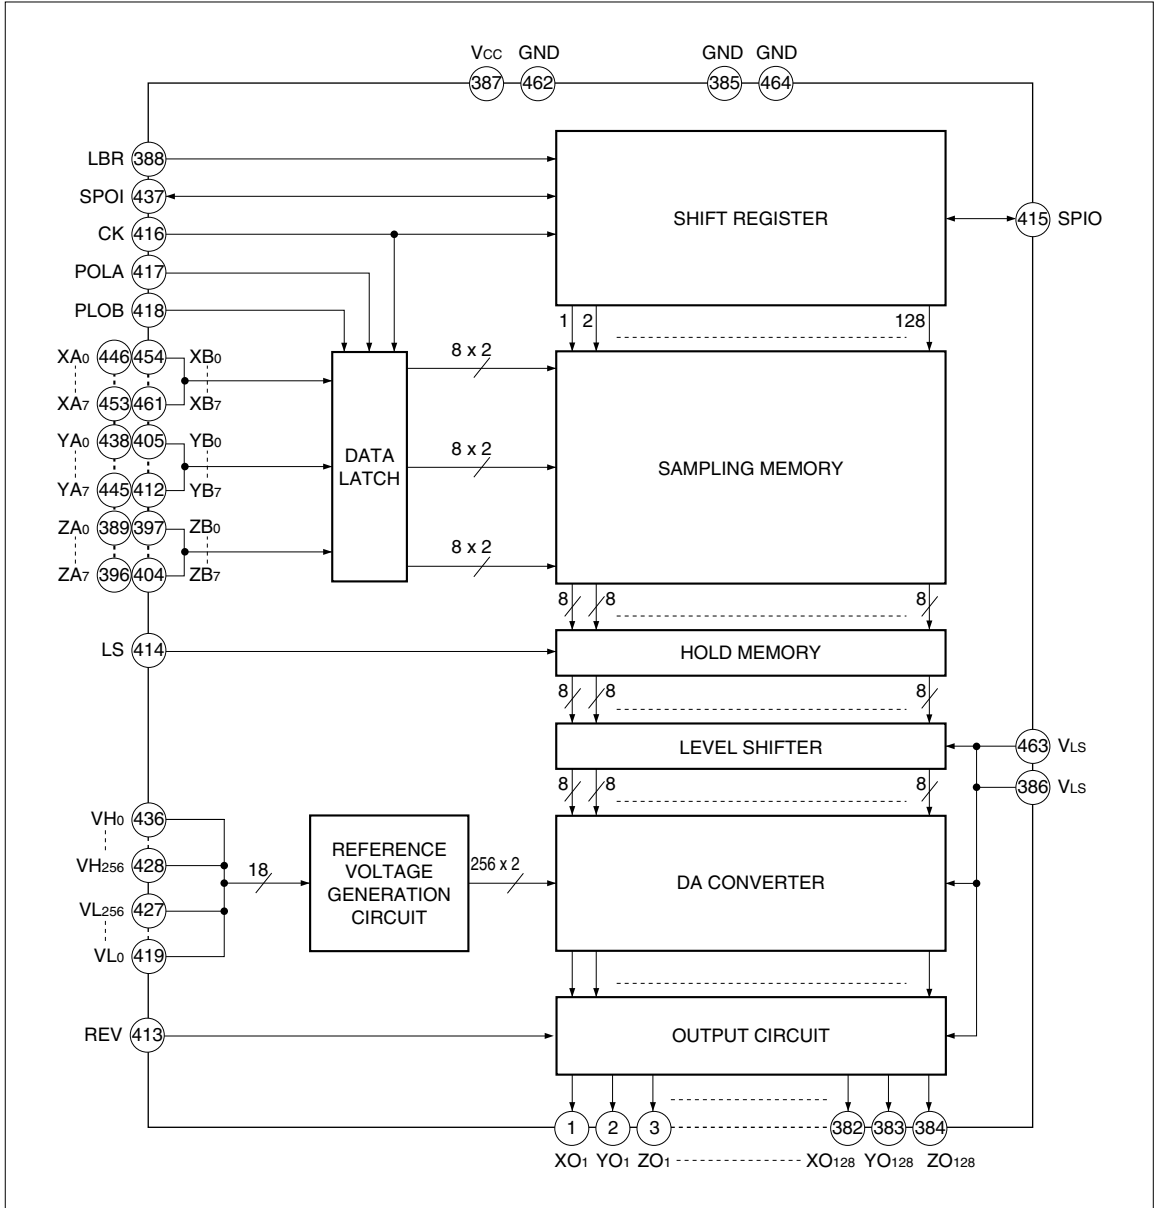 VCC GND GND GND
387 462 385 464
LBR 388
SPOI 437
SHIFT REGISTER
415 SPIO
CK 416
POLA 417
PLOB 418
1 2 128
XA0 446 454 XB0
8 x 2
XA7 453 461 XB7
YA0 438 405 YB0
DATA
LATCH
8 x 2
SAMPLING MEMORY
YA7 445 412 YB7
ZA0 389 397 ZB0
8 x 2
ZA7 396 404 ZB7
8 8 8
LS 414
HOLD MEMORY
8 8 8
LEVEL SHIFTER
463 VLS
8 8 8
386 VLS
VH0 436
VH256 428
18
REFERENCE
VOLTAGE
GENERATION
CIRCUIT
256 x 2
DA CONVERTER
VL256 427
VL0 419
REV 413
OUTPUT CIRCUIT
1 2 3 382 383 384
XO1 YO1 ZO1 XO128 YO128 ZO128